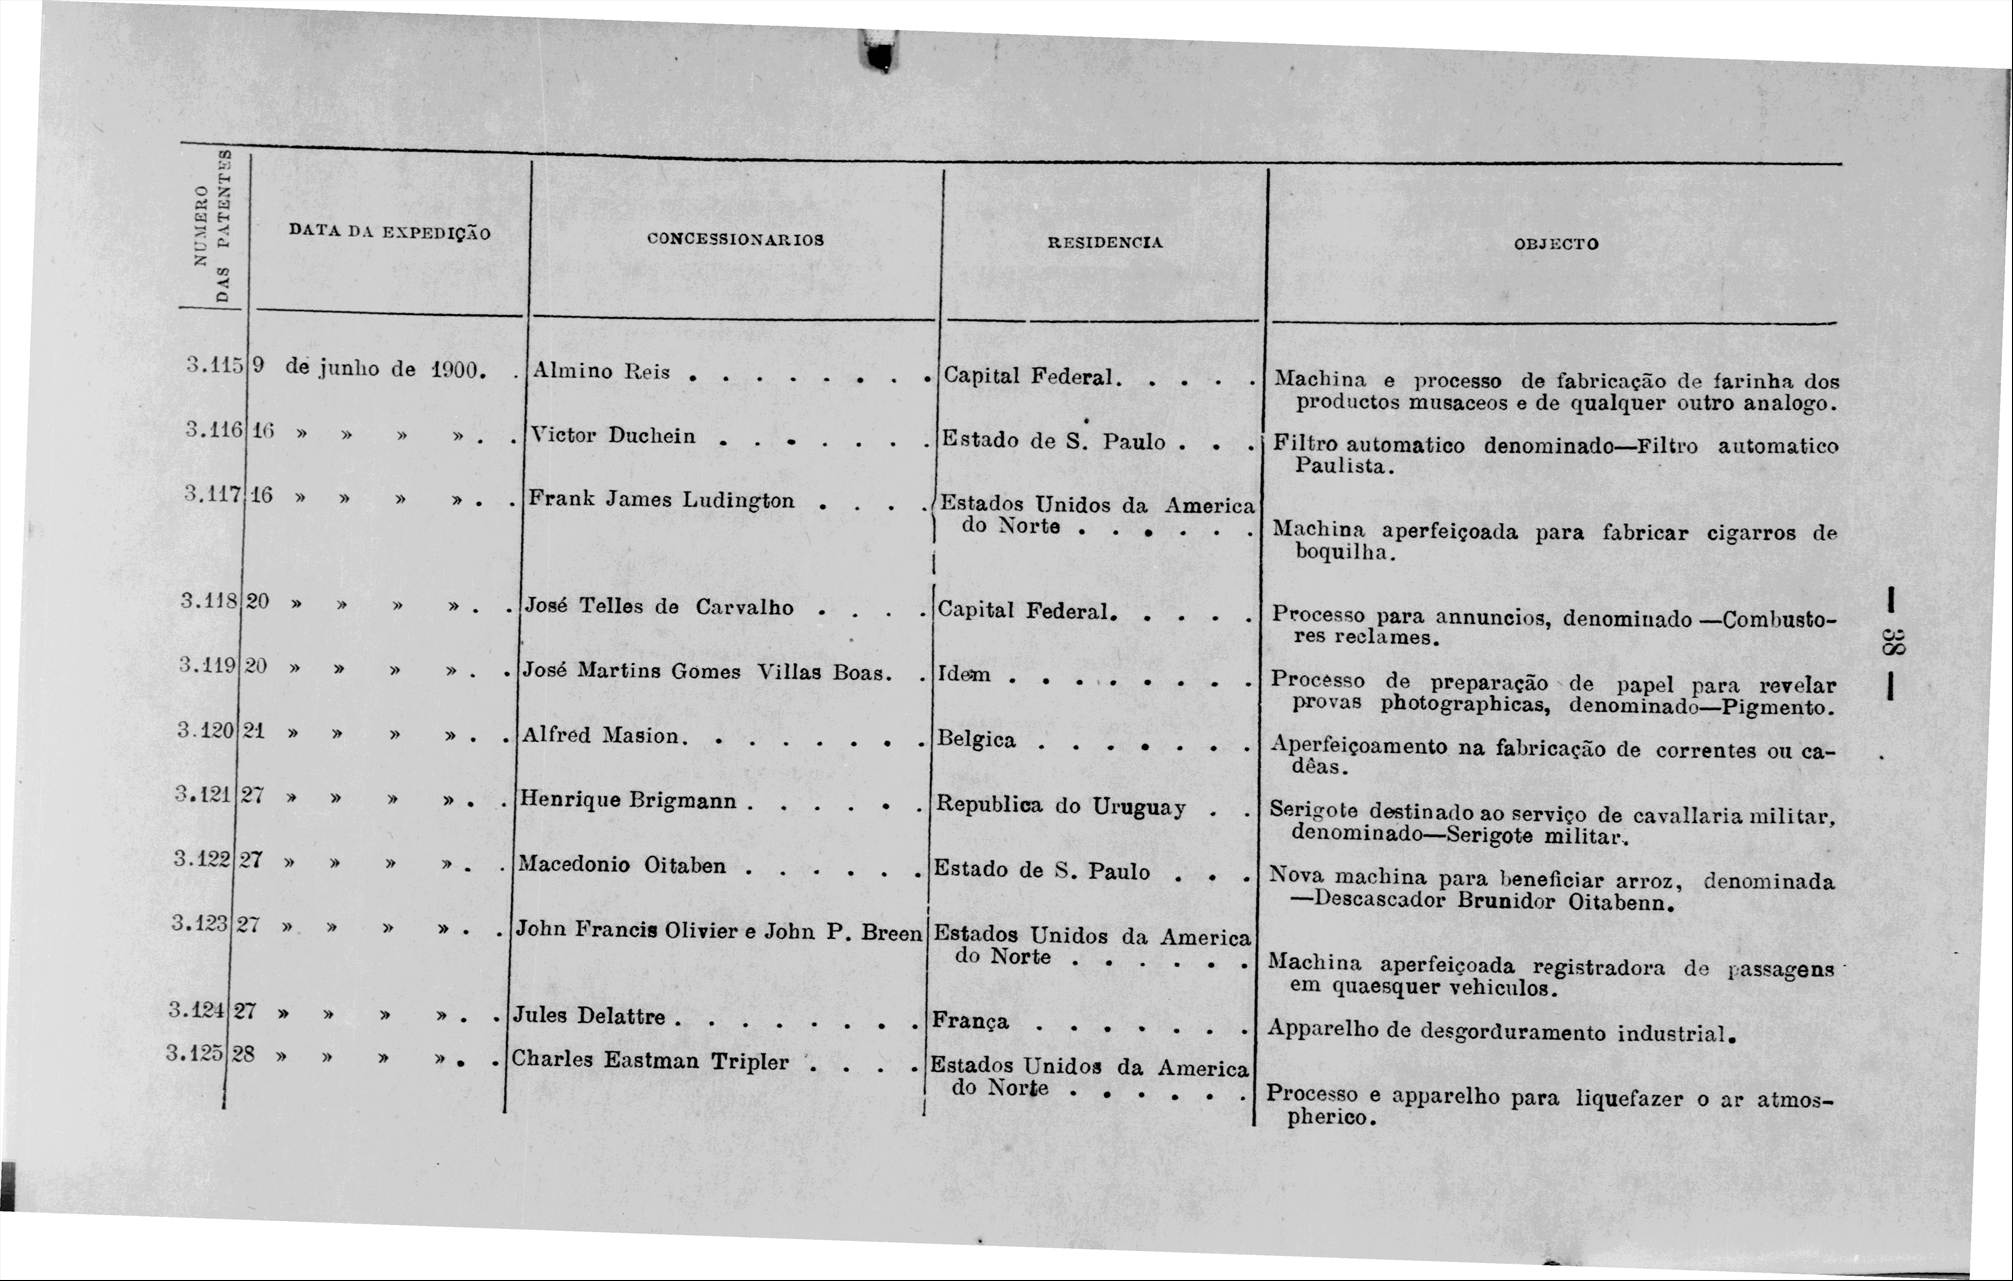 NUMERO DAS PATENTES
DATA DA EXPEDIÇÃO
CONCESSIONARIOS
RESIDENCIA
OBJECTO
3.115 9 de junho de 1900. . Almino Reis . . . . . . . . Capital Federal. . . . . Machina e processo de fabricação de farinha dos
productos musaceos e de qualquer outro analogo.
3.116 16 » » » » . . Victor Duchein . . . . . . . Estado de S. Paulo . . . Filtro automatico denominado—Filtro automatico
Paulista.
3.117 16 » » » » . . Frank James Ludington . . . . Estados Unidos da America
do Norte . . . . . . Machina aperfeiçoada para fabricar cigarros de
boquilha.
3.118 20 » » » » . . José Telles de Carvalho . . . . Capital Federal. . . . . Processo para annuncios, denominado —Combusto-
res reclames.
3.119 20 » » » » . . José Martins Gomes Villas Boas. . Idem . . . . . . . . Processo de preparação de papel para revelar
provas photographicas, denominado—Pigmento.
3.120 21 » » » » . . Alfred Masion. . . . . . . . Belgica . . . . . . . Aperfeiçoamento na fabricação de correntes ou ca-
dêas.
3.121 27 » » » » . . Henrique Brigmann . . . . . . Republica do Uruguay . . Serigote destinado ao serviço de cavallaria militar,
denominado—Serigote militar.
3.122 27 » » » » . . Macedonio Oitaben . . . . . . Estado de S. Paulo . . . Nova machina para beneficiar arroz, denominada
—Descascador Brunidor Oitabenn.
3.123 27 » » » » . . John Francis Olivier e John P. Breen Estados Unidos da America
do Norte . . . . . . Machina aperfeiçoada registradora de passagens
em quaesquer vehiculos.
3.124 27 » » » » . . Jules Delattre . . . . . . . . França . . . . . . . Apparelho de desgorduramento industrial.
3.125 28 » » » » . . Charles Eastman Tripler . . . . Estados Unidos da America
do Norte . . . . . . Processo e apparelho para liquefazer o ar atmos-
pherico.
— 38 —